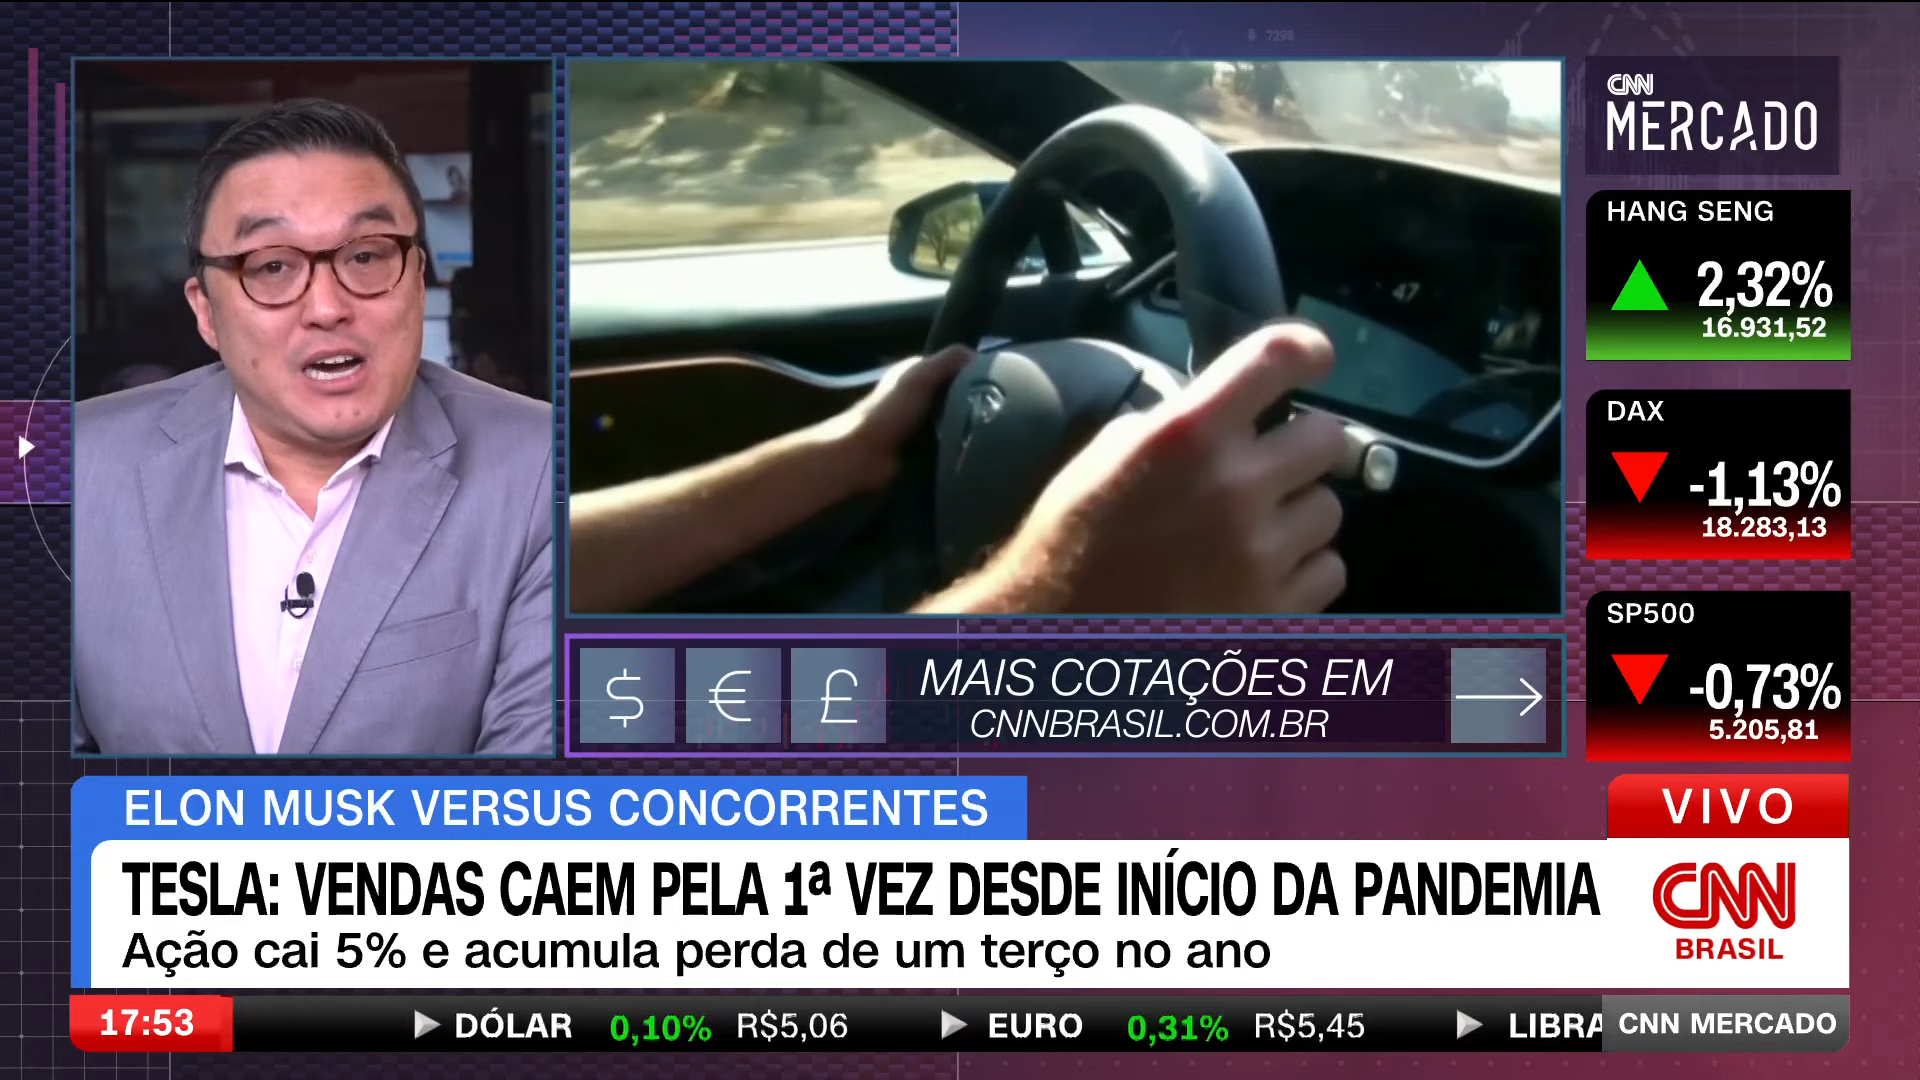 7298
47
CNN
MERCADO
HANG SENG
2,32%
16.931,52
DAX
-1,13%
18.283,13
SP500
-0,73%
5.205,81
$ € £
MAIS COTAÇÕES EM
CNNBRASIL.COM.BR
ELON MUSK VERSUS CONCORRENTES
VIVO
TESLA: VENDAS CAEM PELA 1ª VEZ DESDE INÍCIO DA PANDEMIA
Ação cai 5% e acumula perda de um terço no ano
CNN
BRASIL
17:53
DÓLAR 0,10% R$5,06 EURO 0,31% R$5,45 LIBRA
CNN MERCADO